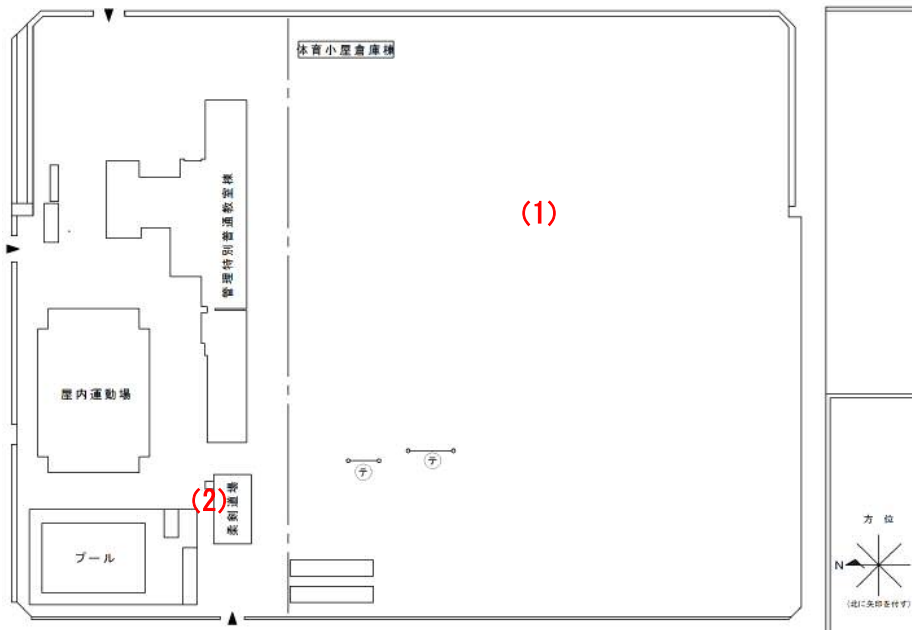 体育小屋倉庫棟
(1)
管理特別普通教室棟
屋内運動場
テ
テ
(2)
柔剣道場
プール
方位
N
(北に矢印を付す)